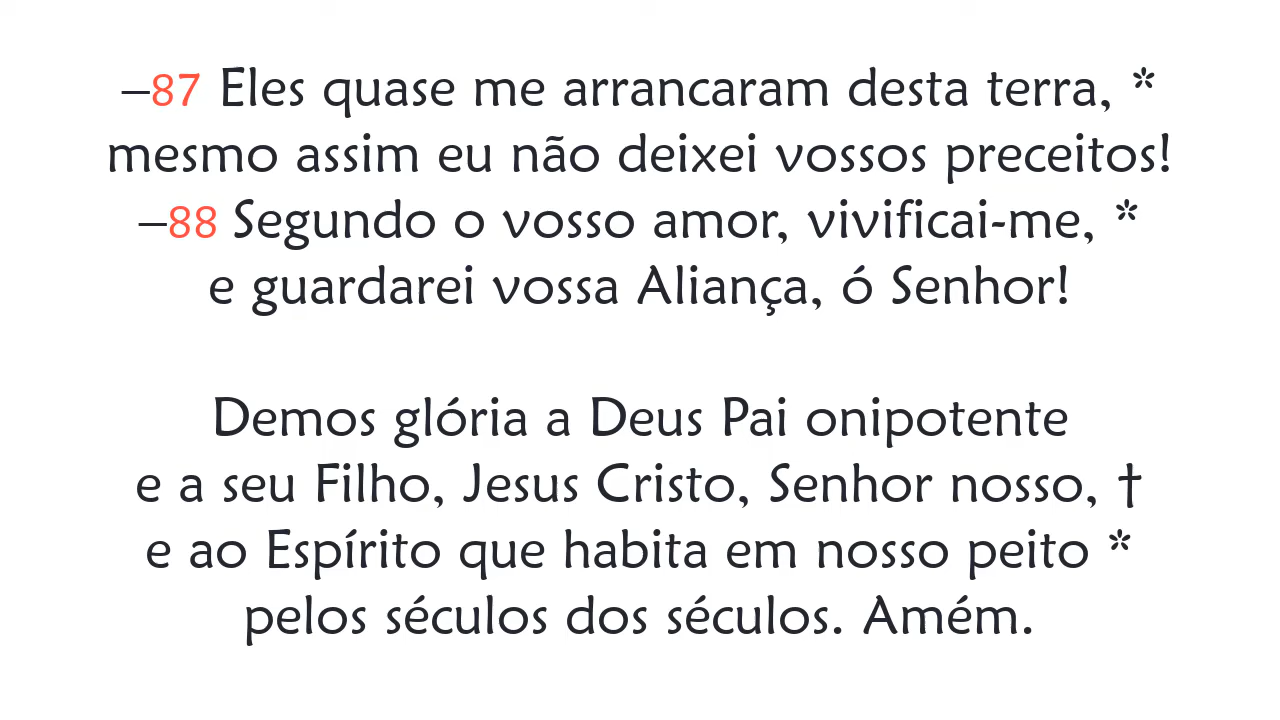 –87 Eles quase me arrancaram desta terra, *
mesmo assim eu não deixei vossos preceitos!
–88 Segundo o vosso amor, vivificai-me, *
e guardarei vossa Aliança, ó Senhor!
Demos glória a Deus Pai onipotente
e a seu Filho, Jesus Cristo, Senhor nosso, †
e ao Espírito que habita em nosso peito *
pelos séculos dos séculos. Amém.